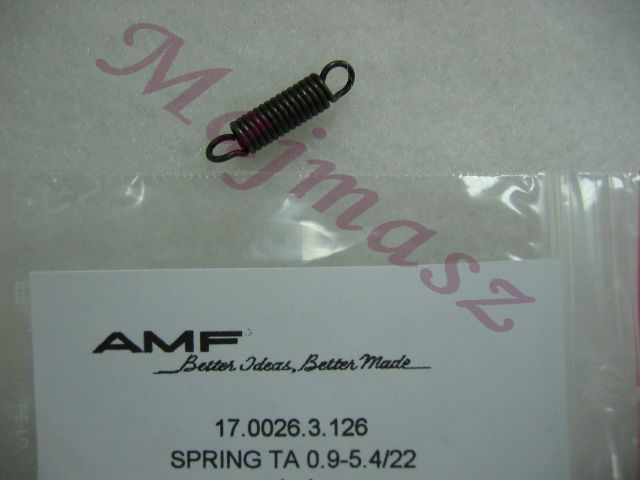 Majmasz
AMF
Better Ideas, Better Made
17.0026.3.126
SPRING TA 0.9-5.4/22